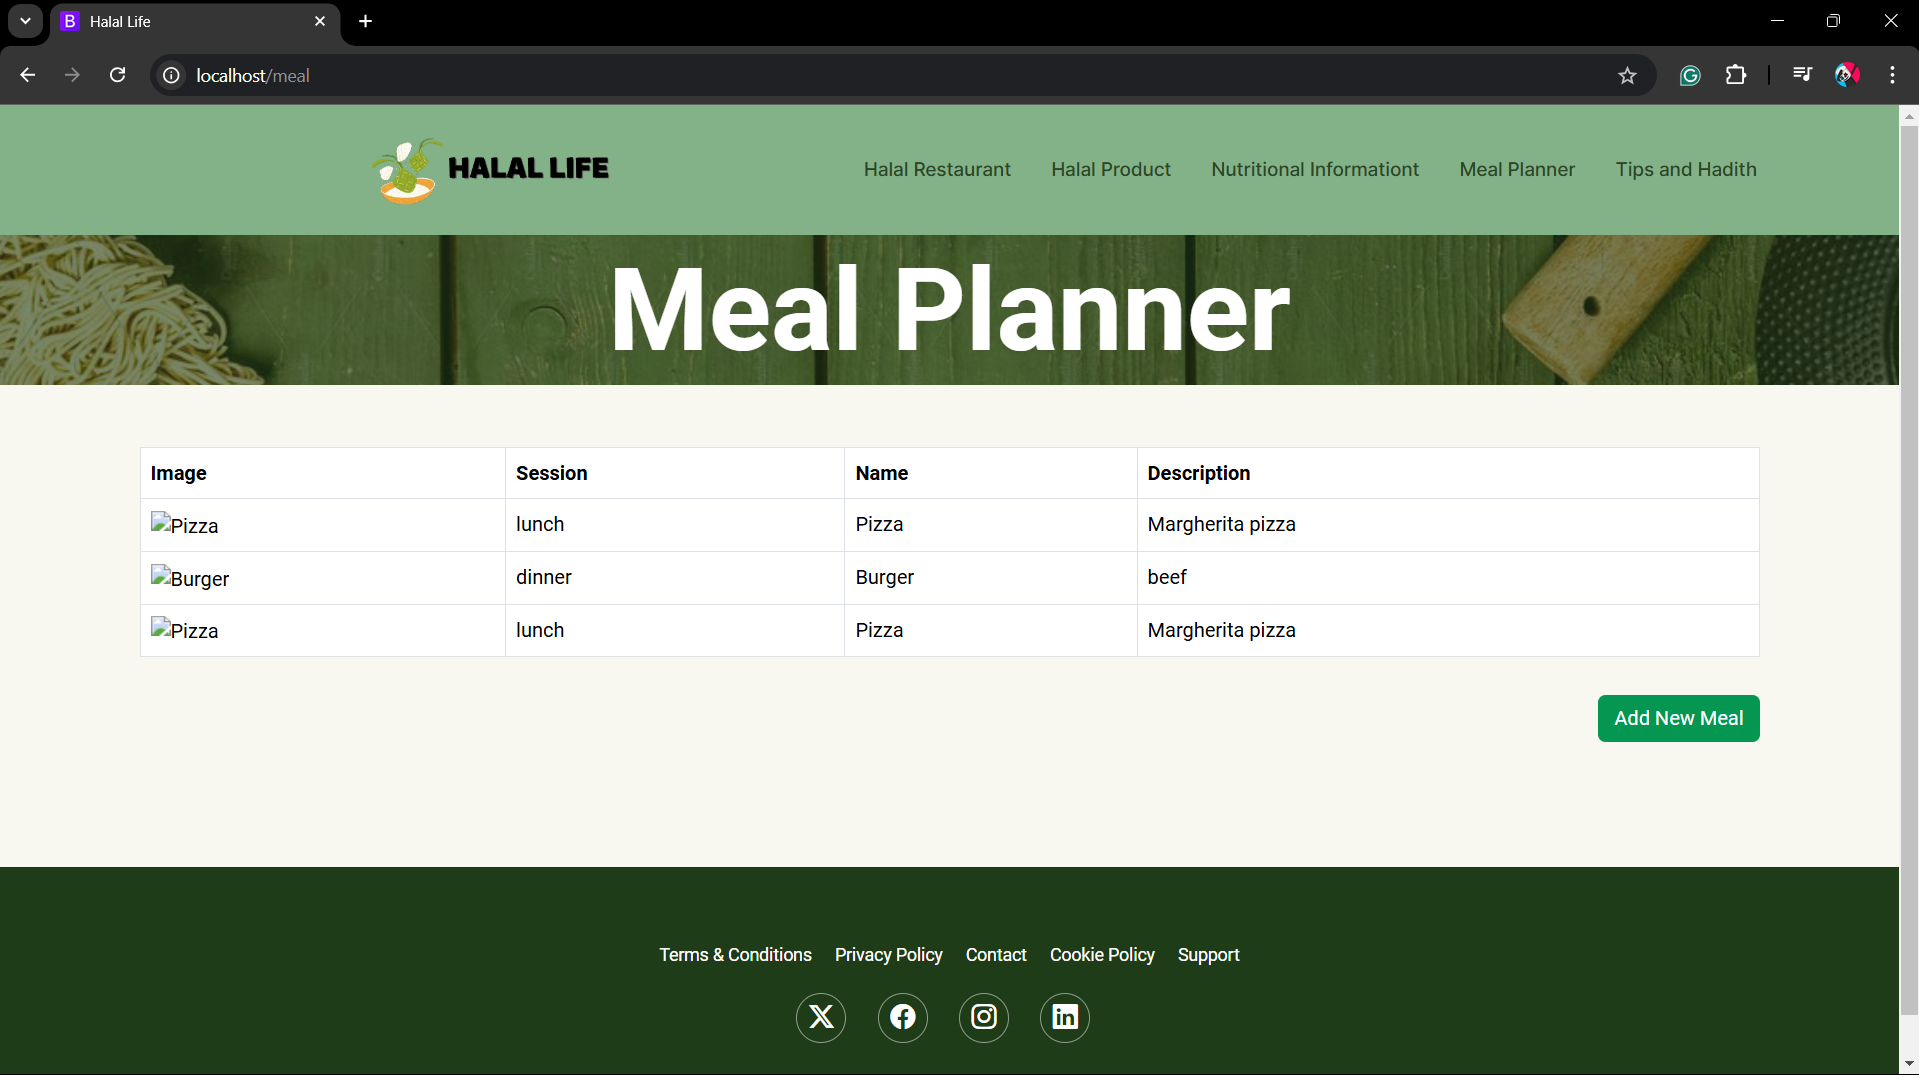 Halal Life
localhost/meal
HALAL LIFE
Halal Restaurant Halal Product Nutritional Informationt Meal Planner Tips and Hadith
Meal Planner
Image Session Name Description
Pizza lunch Pizza Margherita pizza
Burger dinner Burger beef
Pizza lunch Pizza Margherita pizza
Add New Meal
Terms & Conditions Privacy Policy Contact Cookie Policy Support